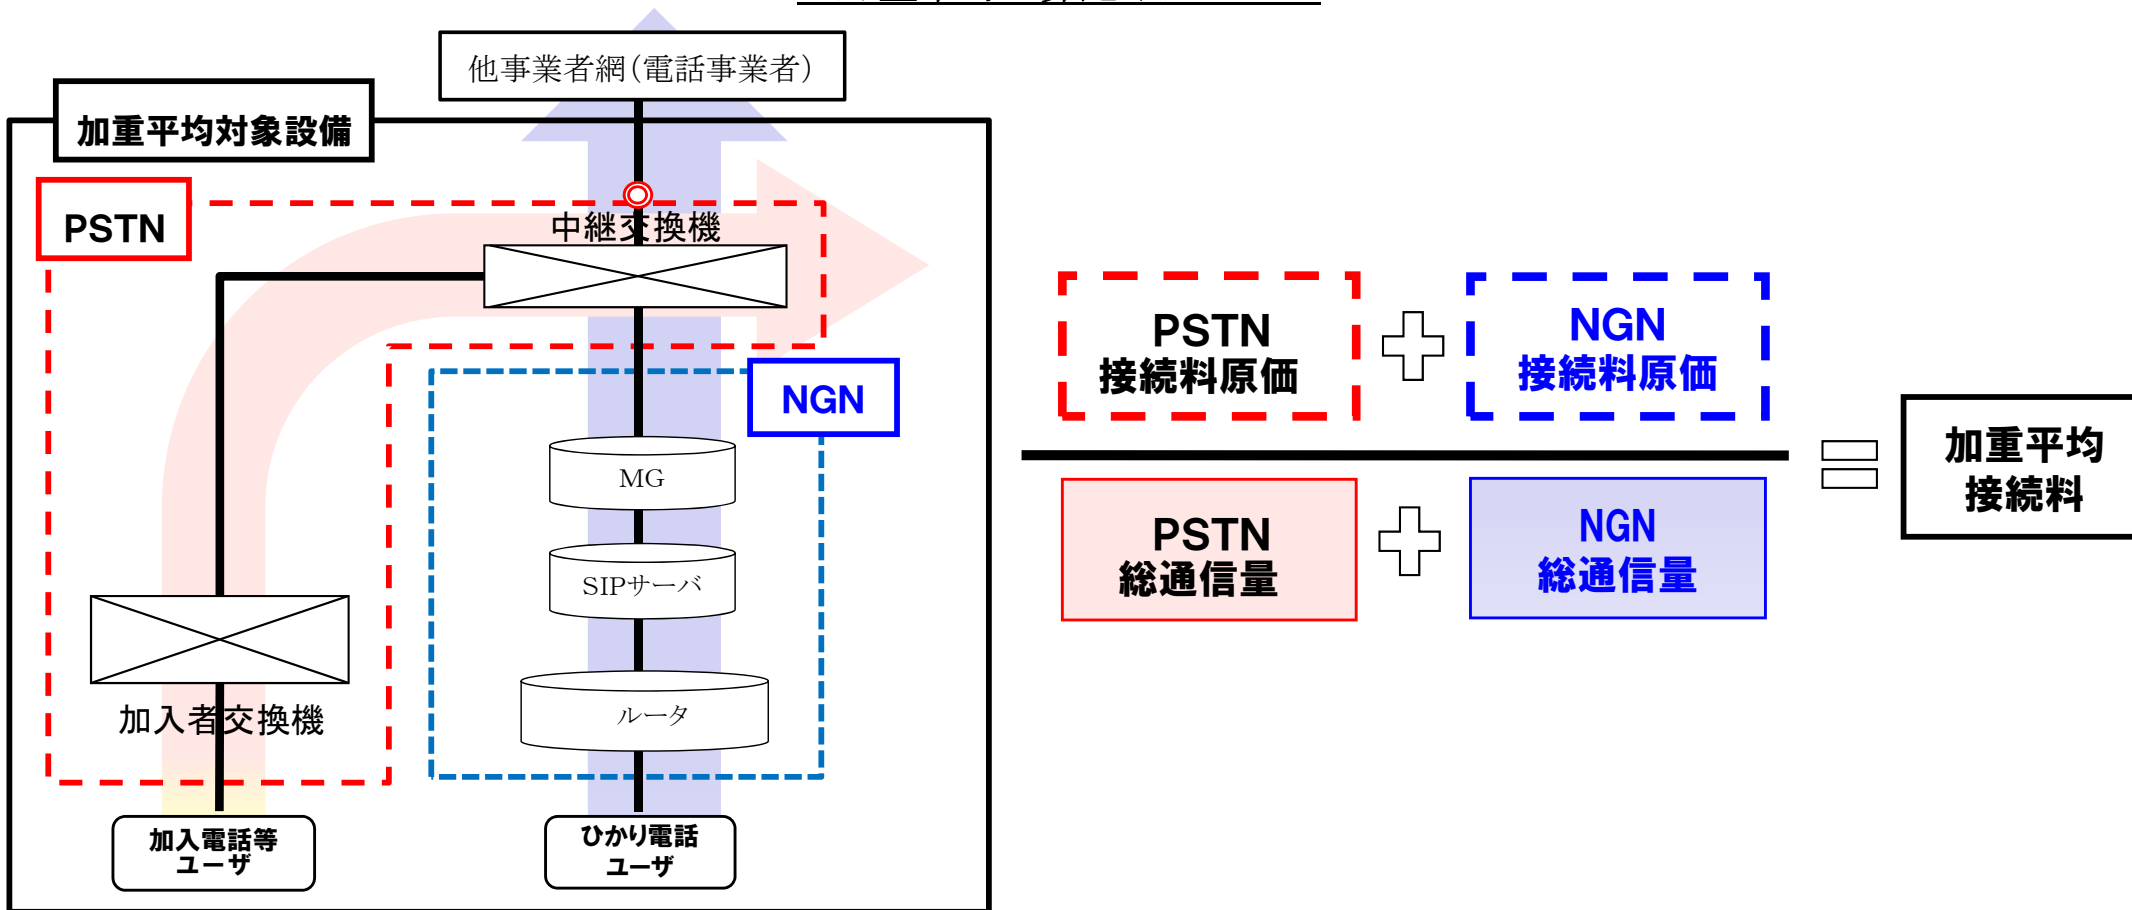 他事業者網(電話事業者)
加重平均対象設備
PSTN
中継交換機
NGN
MG
SIPサーバ
ルータ
加入者交換機
加入電話等
ユーザ
ひかり電話
ユーザ
PSTN
接続料原価
NGN
接続料原価
PSTN
総通信量
NGN
総通信量
加重平均
接続料